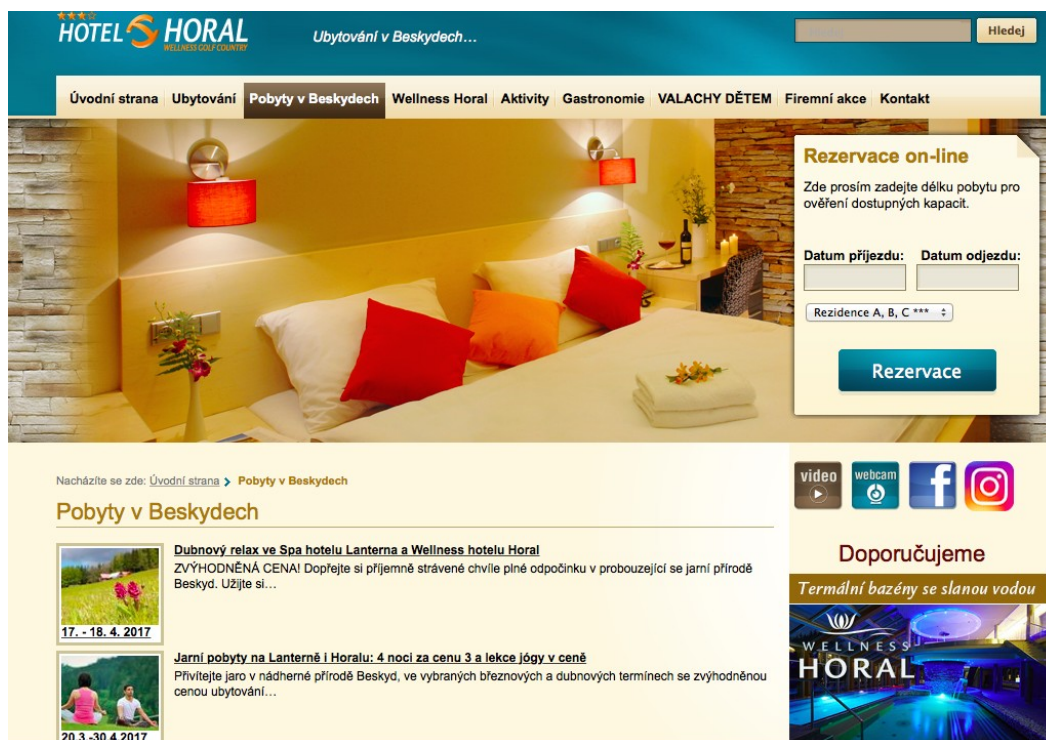 HOTEL HORAL
WELLNESS GOLF COUNTRY
Ubytování v Beskydech…
Hledej
Úvodní strana Ubytování Pobyty v Beskydech Wellness Horal Aktivity Gastronomie VALACHY DĚTEM Firemní akce Kontakt
Rezervace on-line
Zde prosím zadejte délku pobytu pro
ověření dostupných kapacit.
Datum příjezdu: Datum odjezdu:
Rezidence A, B, C ***
Rezervace
Nacházíte se zde: Úvodní strana > Pobyty v Beskydech
Pobyty v Beskydech
Dubnový relax ve Spa hotelu Lanterna a Wellness hotelu Horal
ZVÝHODNĚNÁ CENA! Dopřejte si příjemně strávené chvíle plné odpočinku v probouzející se jarní přírodě
Beskyd. Užijte si…
17. - 18. 4. 2017
Jarní pobyty na Lanterně i Horalu: 4 noci za cenu 3 a lekce jógy v ceně
Přivítejte jaro v nádherné přírodě Beskyd, ve vybraných březnových a dubnových termínech se zvýhodněnou
cenou ubytování…
20.3.-30.4.2017
video
webcam
Doporučujeme
Termální bazény se slanou vodou
WELLNESS
HORAL